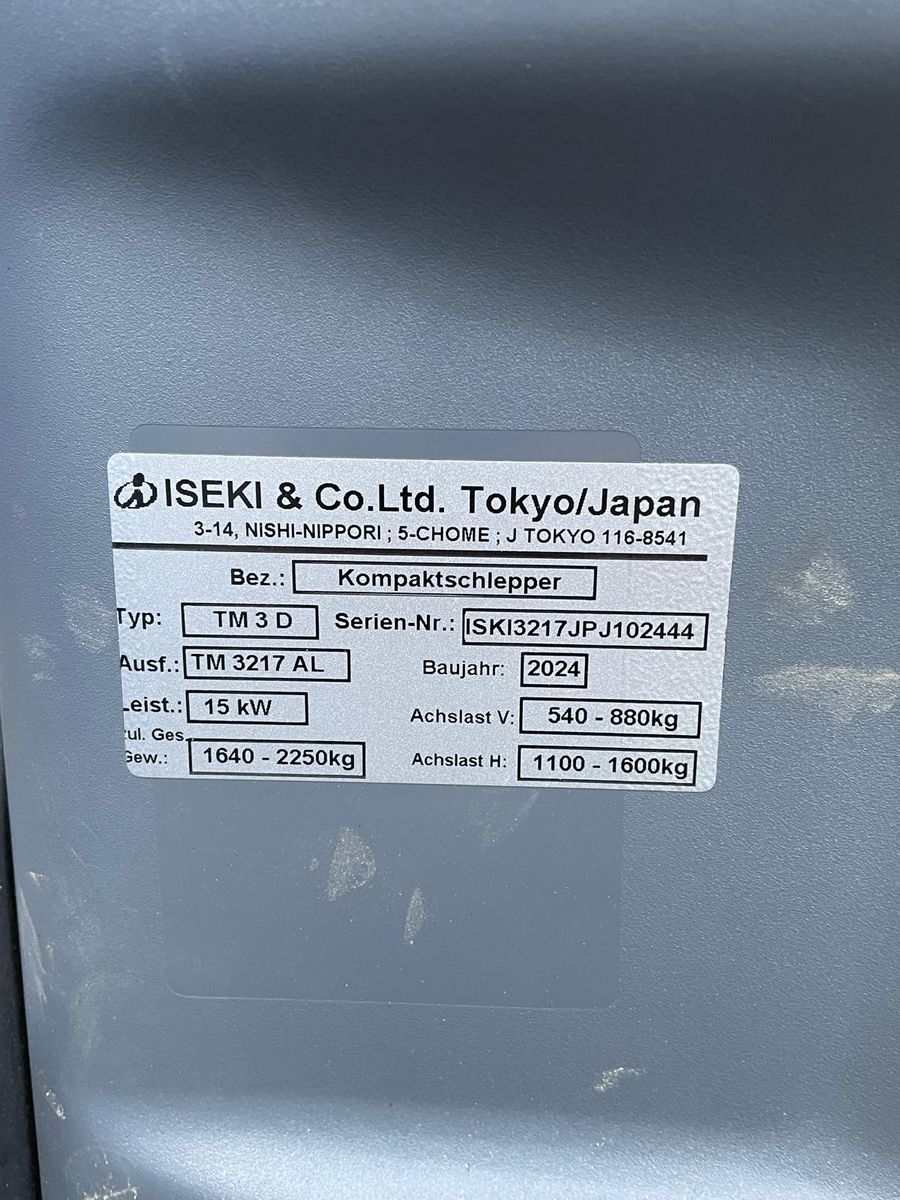 ISEKI & Co.Ltd. Tokyo/Japan
3-14, NISHI-NIPPORI ; 5-CHOME ; J TOKYO 116-8541
Bez.: Kompaktschlepper
Typ: TM 3 D Serien-Nr.: ISKI3217JPJ102444
Ausf.: TM 3217 AL Baujahr: 2024
Leist.: 15 kW Achslast V: 540 - 880kg
zul. Ges.
Gew.: 1640 - 2250kg Achslast H: 1100 - 1600kg